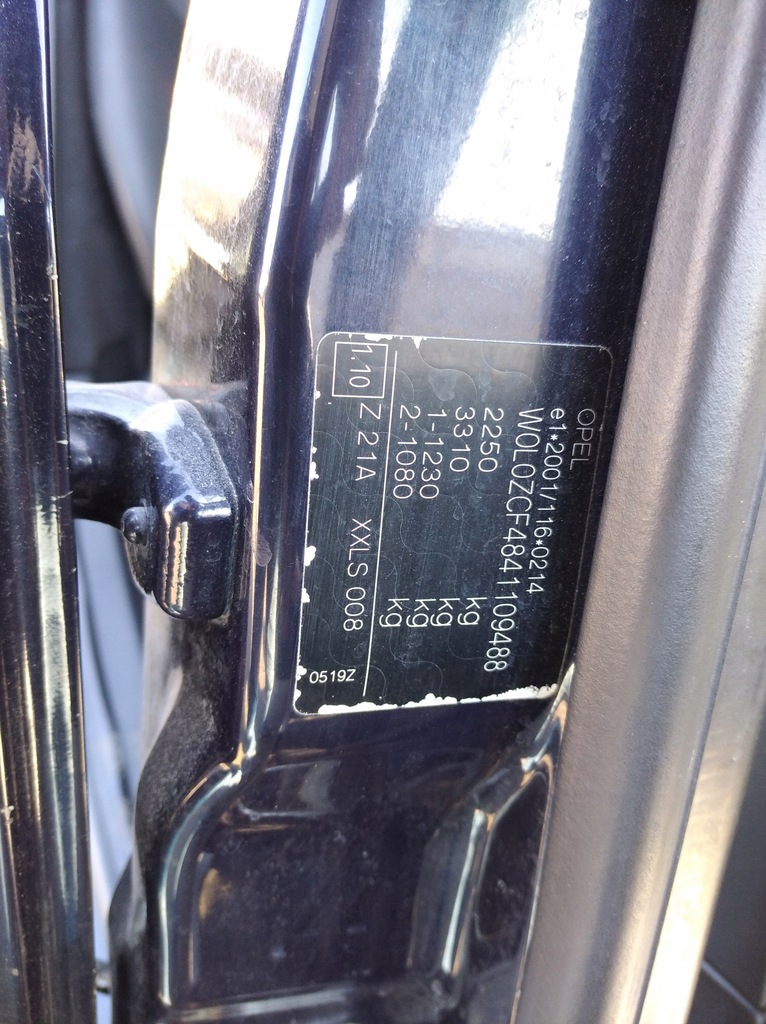 OPEL
e1*2001/116*0214
W0L0ZCF4841109488
2250 kg
3310 kg
1-1230 kg
2-1080 kg
1.10 Z 21A XXLS 008
0519Z